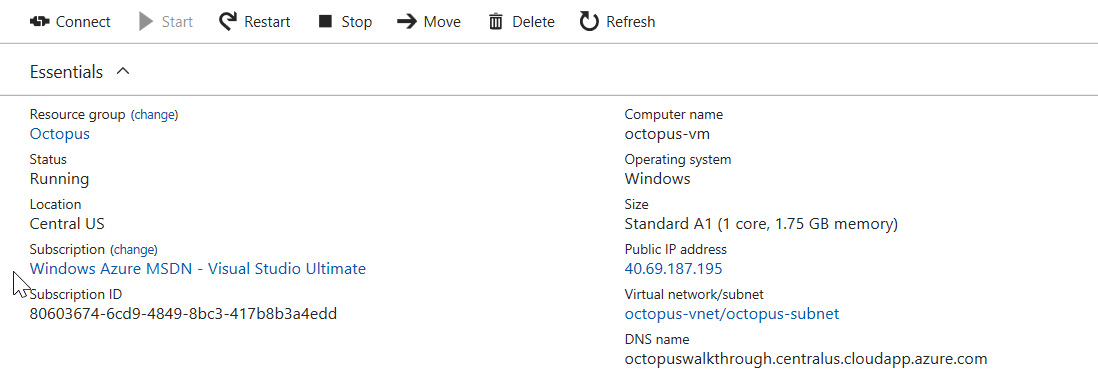 Connect Start Restart Stop Move Delete Refresh
Essentials
Resource group (change)
Octopus
Status
Running
Location
Central US
Subscription (change)
Windows Azure MSDN - Visual Studio Ultimate
Subscription ID
80603674-6cd9-4849-8bc3-417b8b3a4edd
Computer name
octopus-vm
Operating system
Windows
Size
Standard A1 (1 core, 1.75 GB memory)
Public IP address
40.69.187.195
Virtual network/subnet
octopus-vnet/octopus-subnet
DNS name
octopuswalkthrough.centralus.cloudapp.azure.com